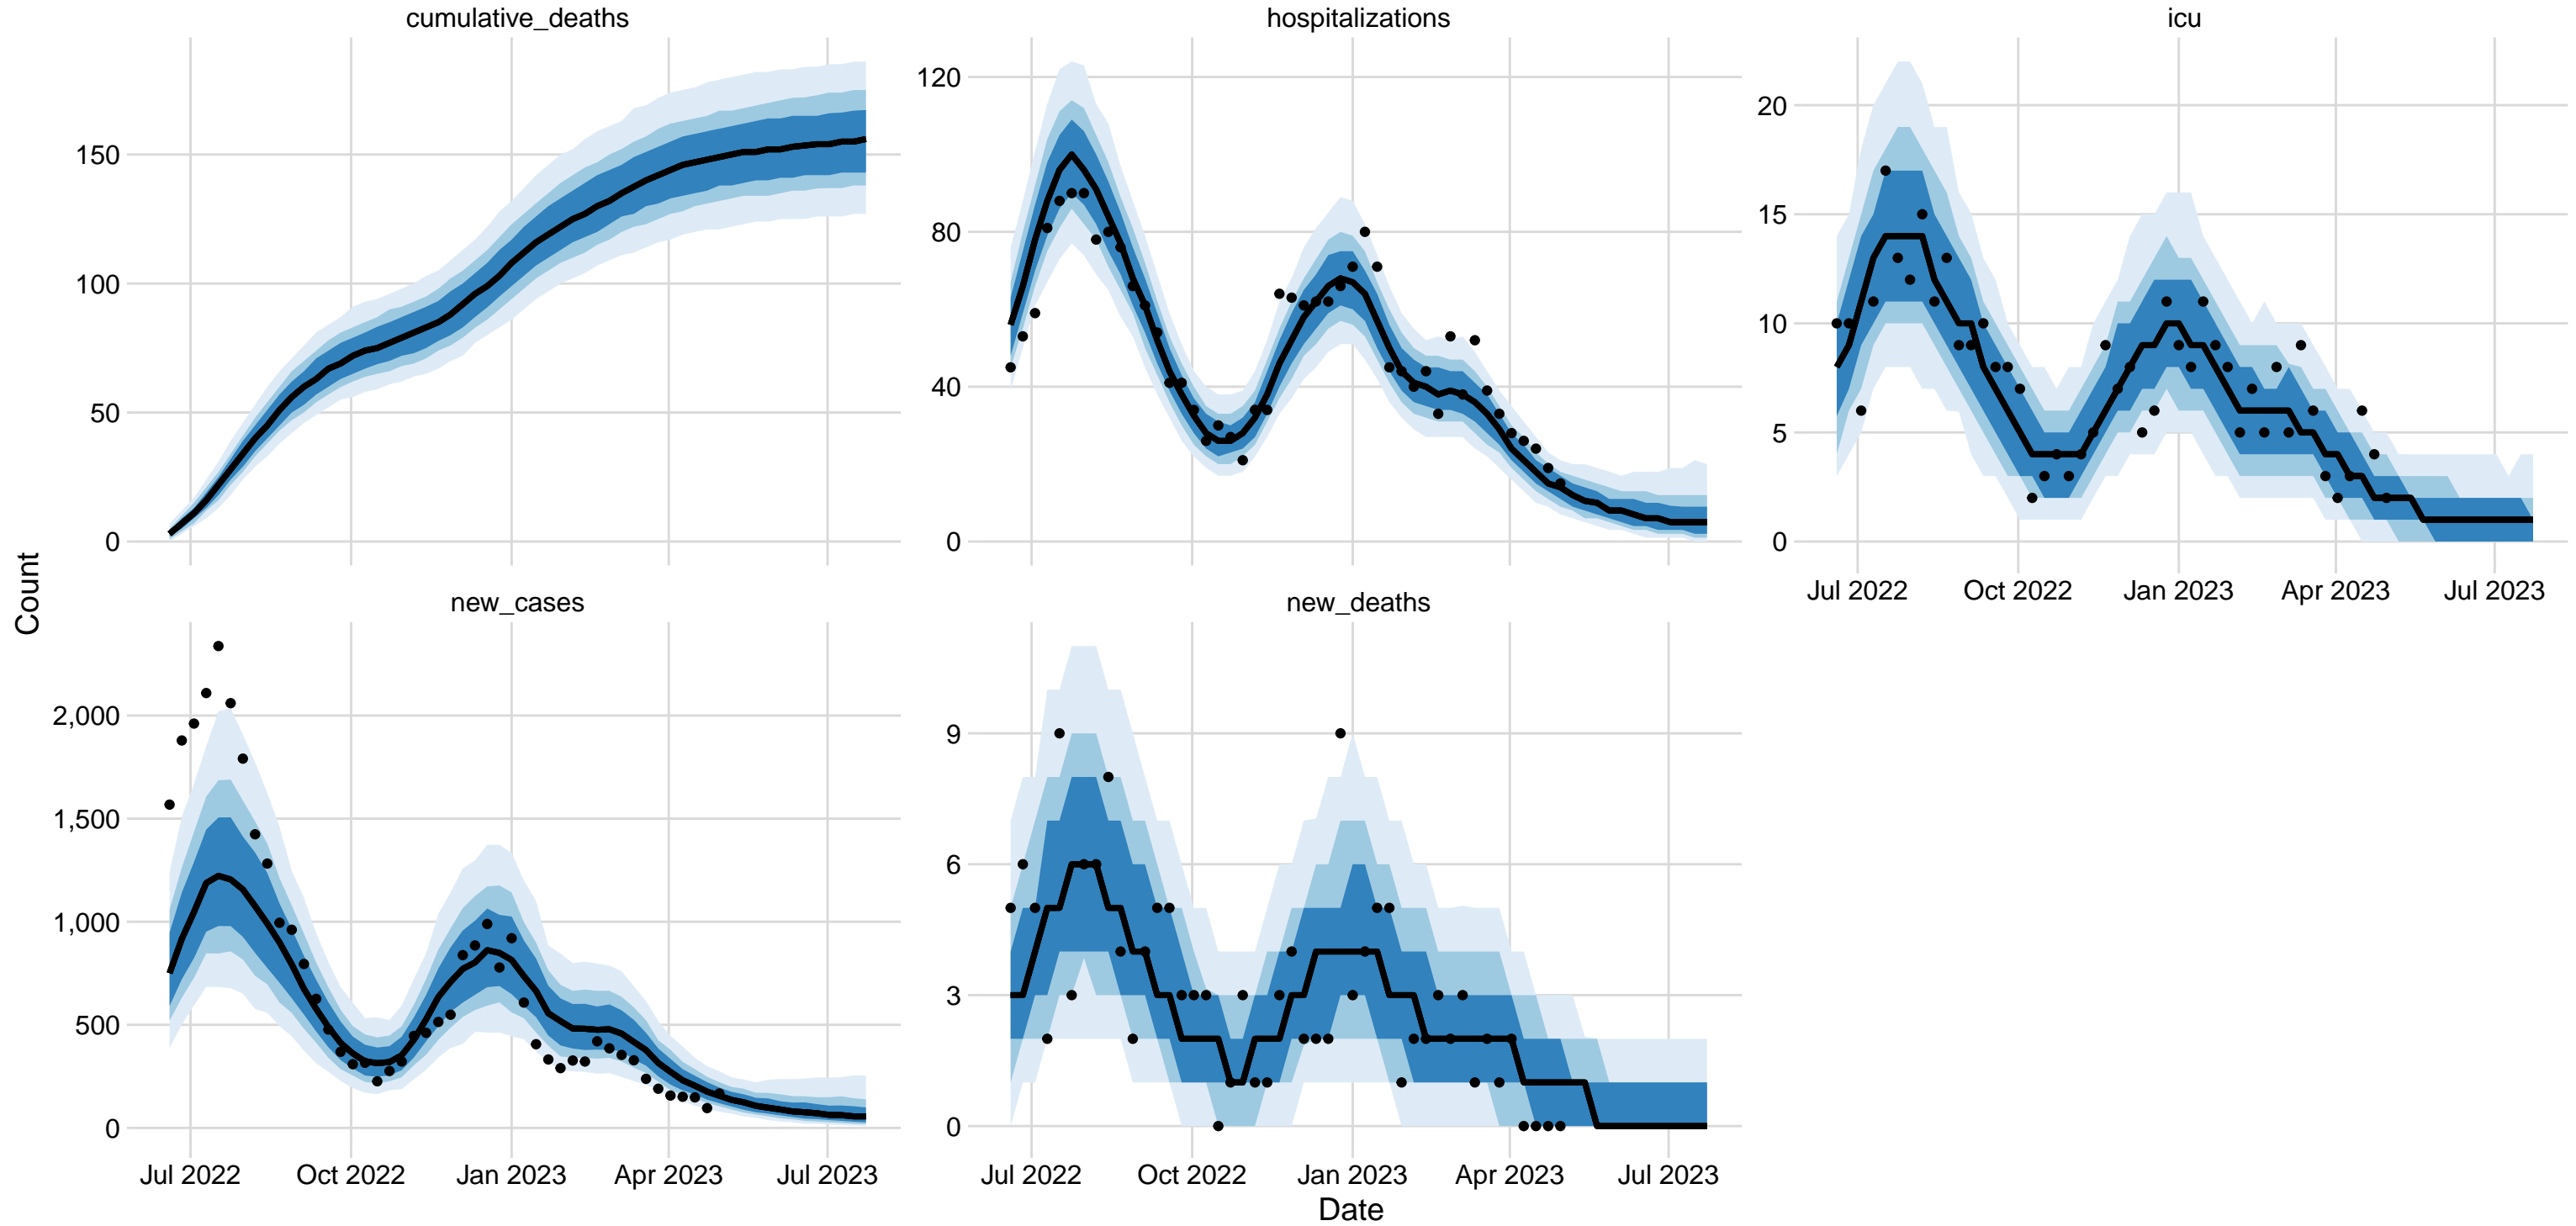 cumulative_deaths
hospitalizations
icu
150
100
50
0
120
80
40
0
20
15
10
5
0
Jul 2022 Oct 2022 Jan 2023 Apr 2023 Jul 2023
Count
new_cases
new_deaths
2,000
1,500
1,000
500
0
9
6
3
0
Jul 2022 Oct 2022 Jan 2023 Apr 2023 Jul 2023
Jul 2022 Oct 2022 Jan 2023 Apr 2023 Jul 2023
Date